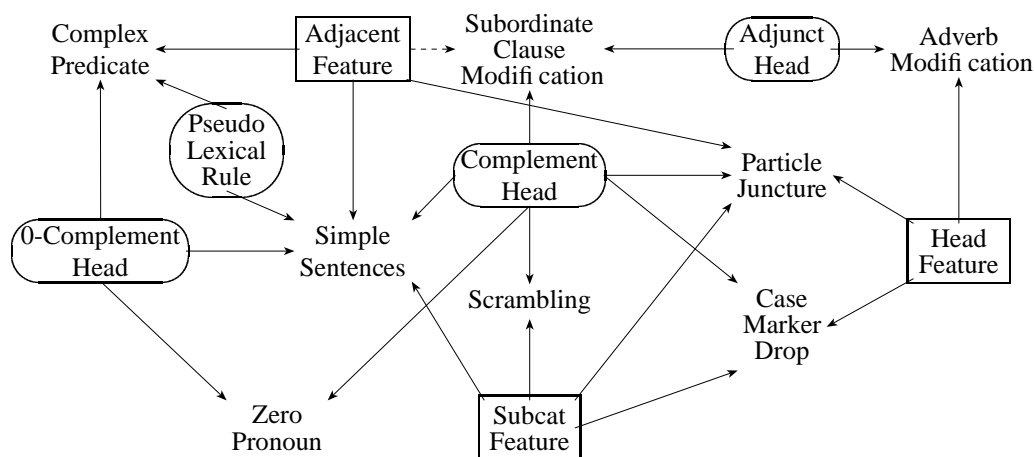 Complex
Predicate
Adjacent
Feature
Subordinate
Clause
Modifi cation
Adjunct
Head
Adverb
Modifi cation
Pseudo
Lexical
Rule
Complement
Head
Particle
Juncture
0-Complement
Head
Simple
Sentences
Head
Feature
Scrambling
Case
Marker
Drop
Zero
Pronoun
Subcat
Feature